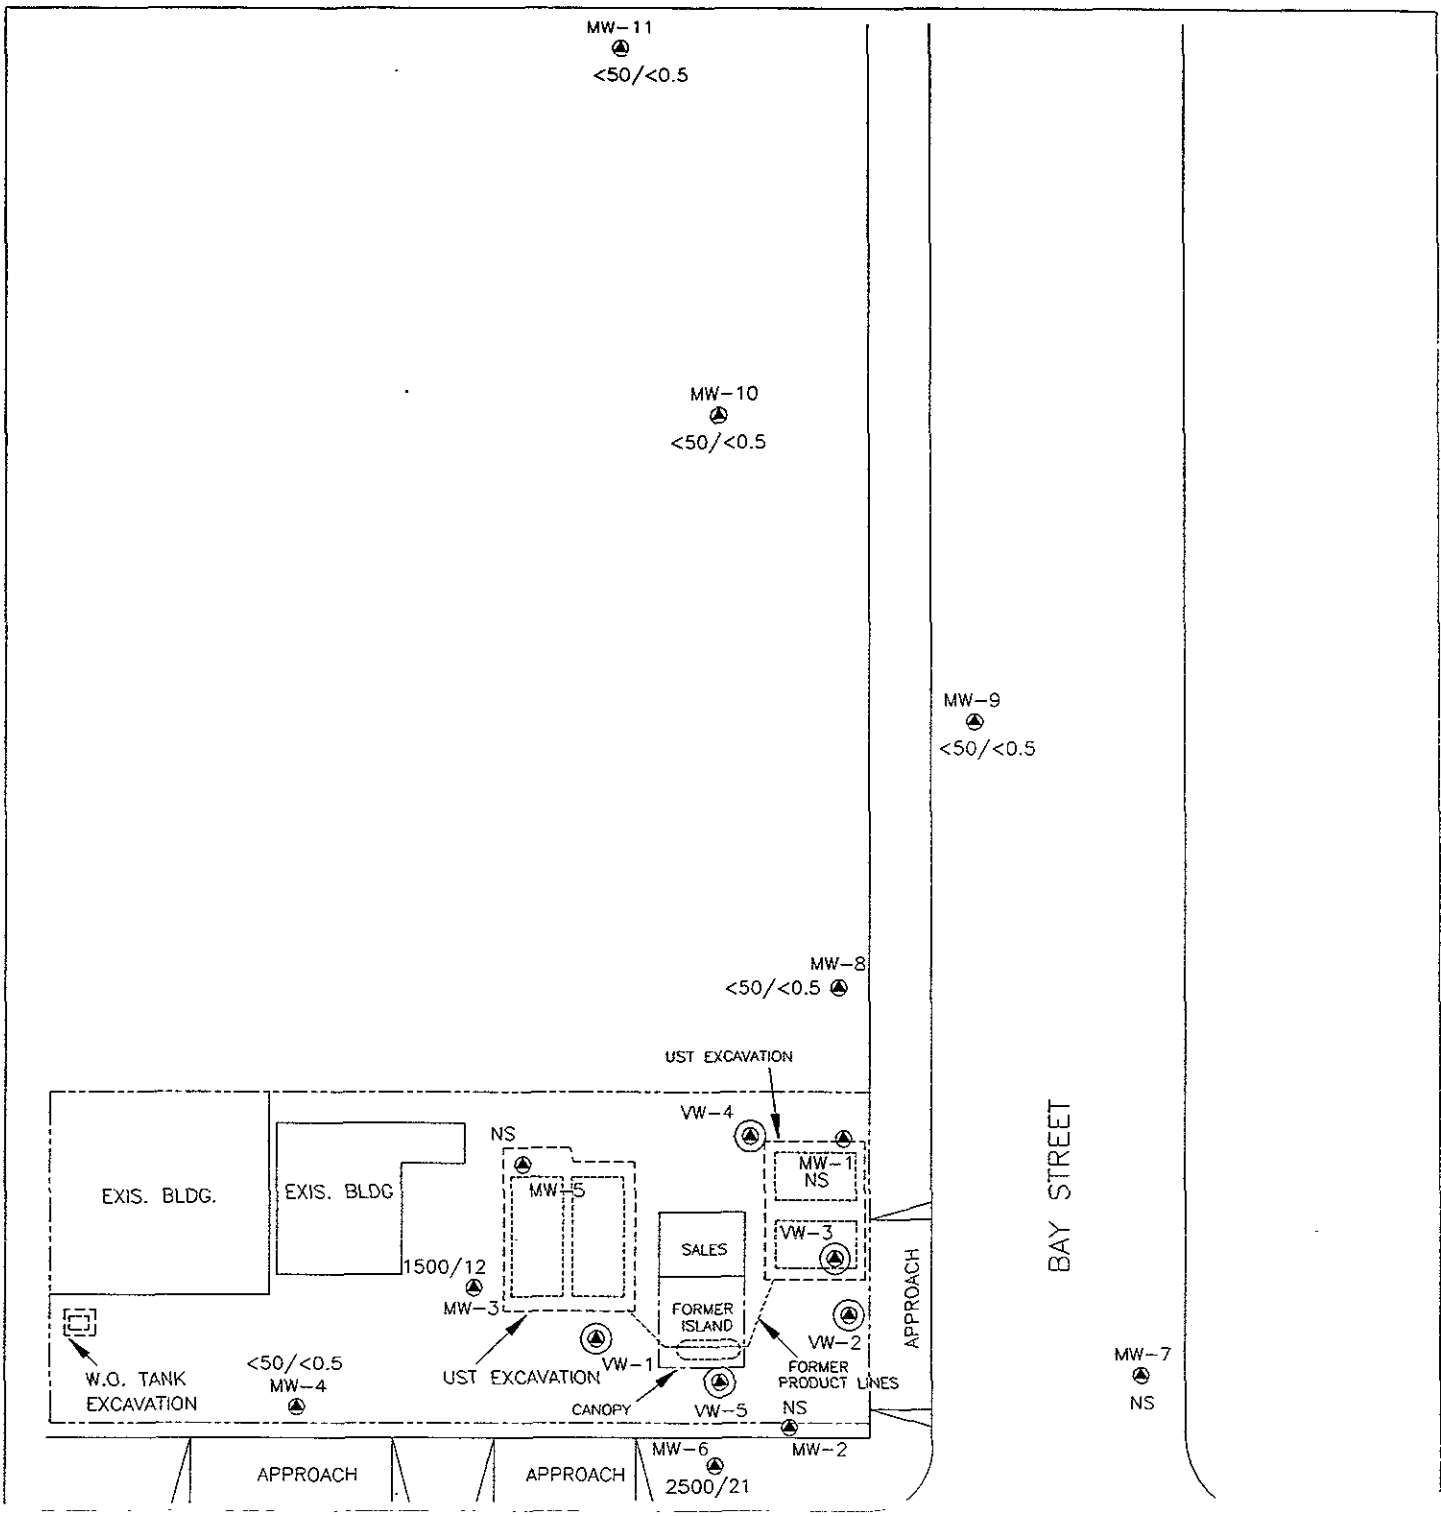 MW-11
<50/<0.5
MW-10
<50/<0.5
MW-9
<50/<0.5
MW-8
<50/<0.5
UST EXCAVATION
VW-4
NS
MW-1
NS
MW-5
EXIS. BLDG.
EXIS. BLDG
VW-3
SALES
1500/12
MW-3
FORMER
ISLAND
VW-2
BAY STREET
APPROACH
W.O. TANK
EXCAVATION
<50/<0.5
MW-4
UST EXCAVATION
VW-1
CANOPY
VW-5
FORMER
PRODUCT LINES
NS
MW-2
MW-7
NS
MW-6
2500/21
APPROACH
APPROACH